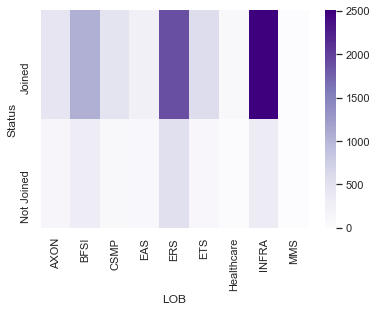 Status
Joined
Not Joined
AXON
BFSI
CSMP
EAS
ERS
ETS
Healthcare
INFRA
MMS
LOB
2500
2000
1500
1000
500
0